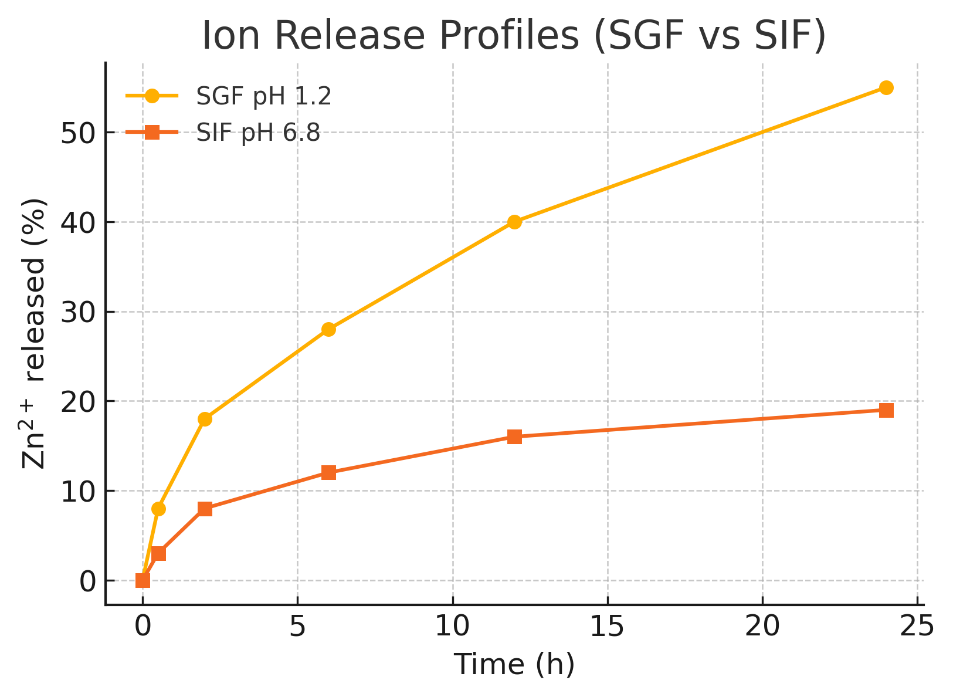 Ion Release Profiles (SGF vs SIF)
SGF pH 1.2
SIF pH 6.8
Zn²⁺ released (%)
50
40
30
20
10
0
0 5 10 15 20 25
Time (h)